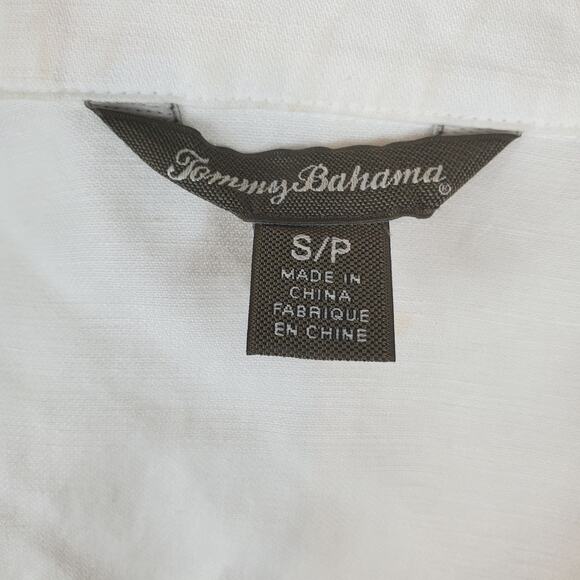 Tommy Bahama®
S/P
MADE IN
CHINA
FABRIQUE
EN CHINE